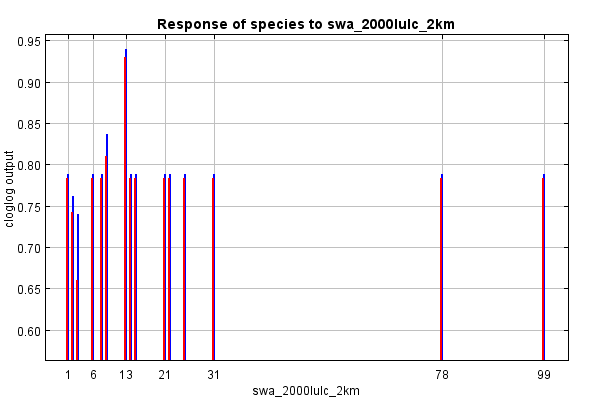 Response of species to swa_2000lulc_2km
0.95
0.90
0.85
0.80
0.75
0.70
0.65
0.60
cloglog output
1 6 13 21 31 78 99
swa_2000lulc_2km